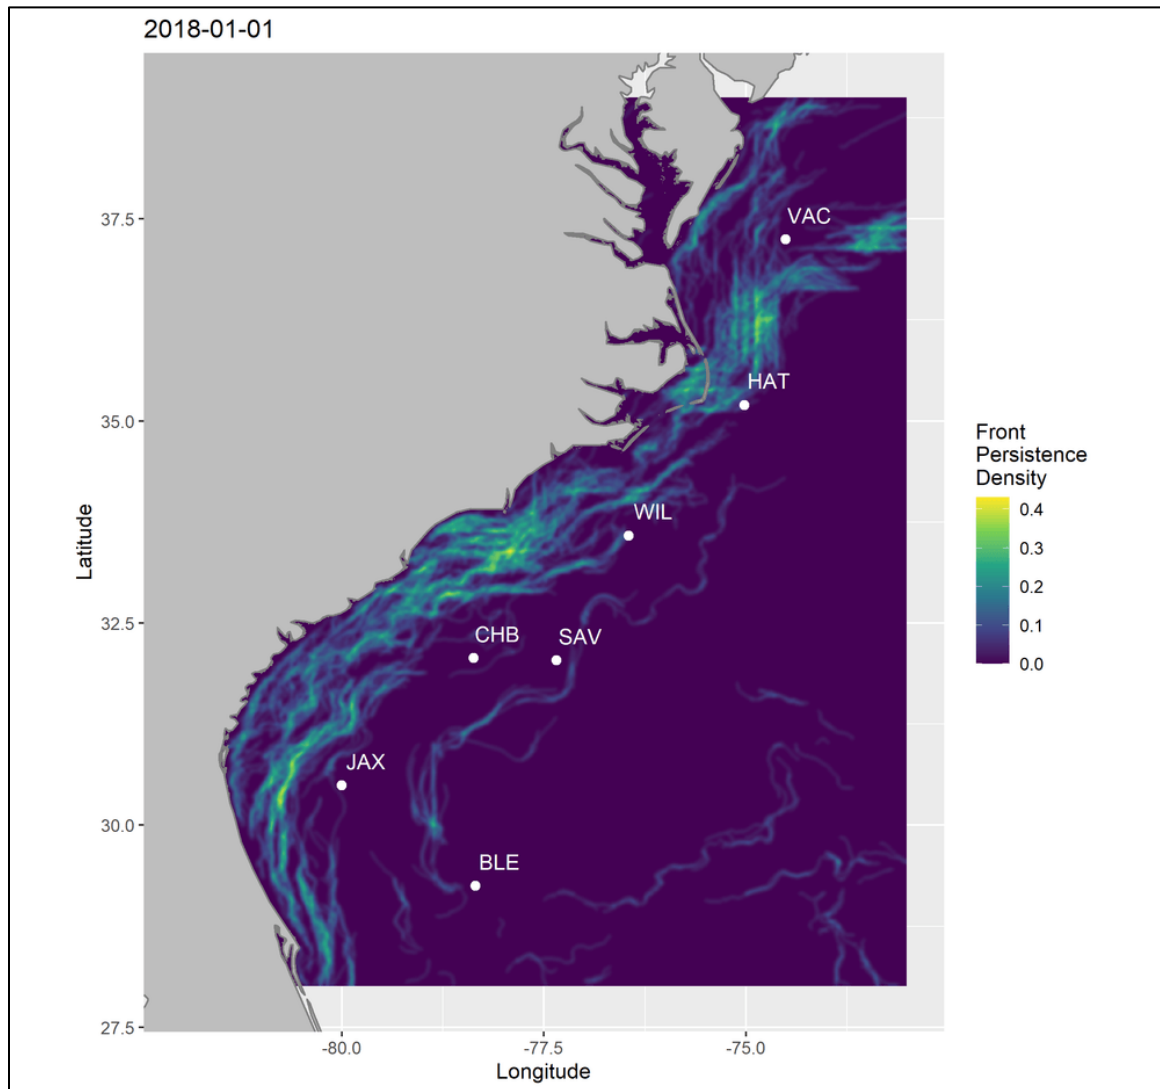 2018-01-01
VAC
37.5
HAT
35.0
WIL
Latitude
32.5
CHB
SAV
JAX
30.0
BLE
27.5
-80.0
-77.5
-75.0
Longitude
Front
Persistence
Density
0.4
0.3
0.2
0.1
0.0